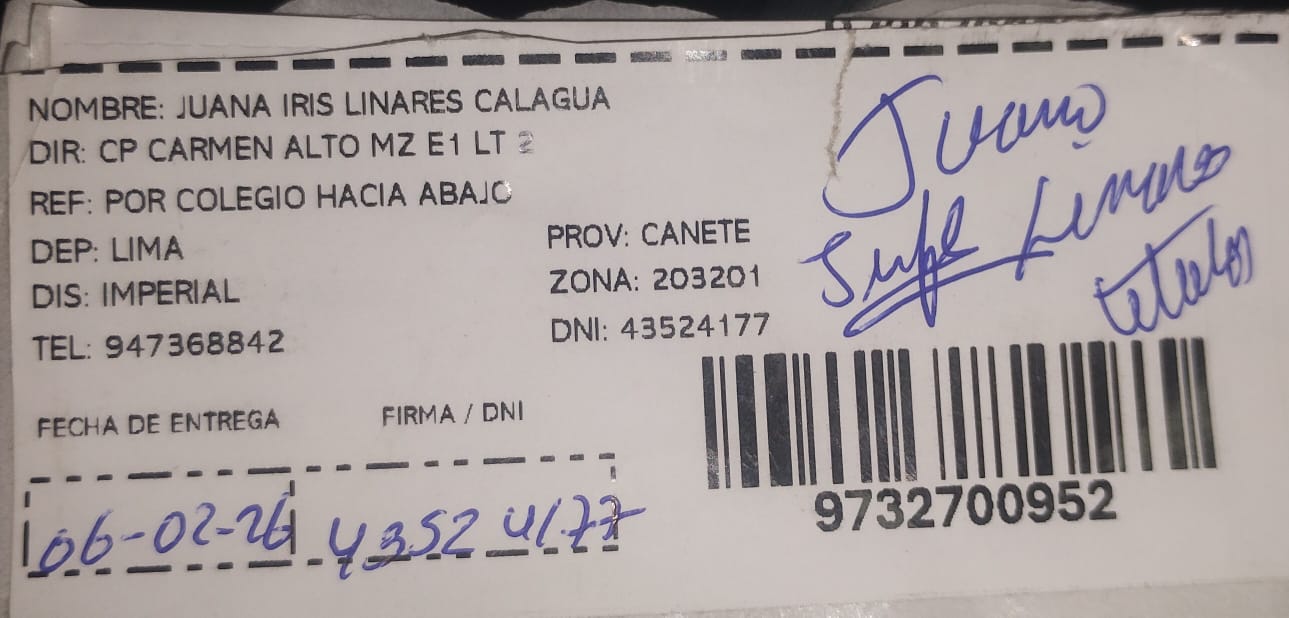 NOMBRE: JUANA IRIS LINARES CALAGUA
DIR: CP CARMEN ALTO MZ E1 LT 2
REF: POR COLEGIO HACIA ABAJO
DEP: LIMA
PROV: CANETE
DIS: IMPERIAL
ZONA: 203201
TEL: 947368842
DNI: 43524177
FECHA DE ENTREGA
FIRMA / DNI
06-02-26
43524177
9732700952